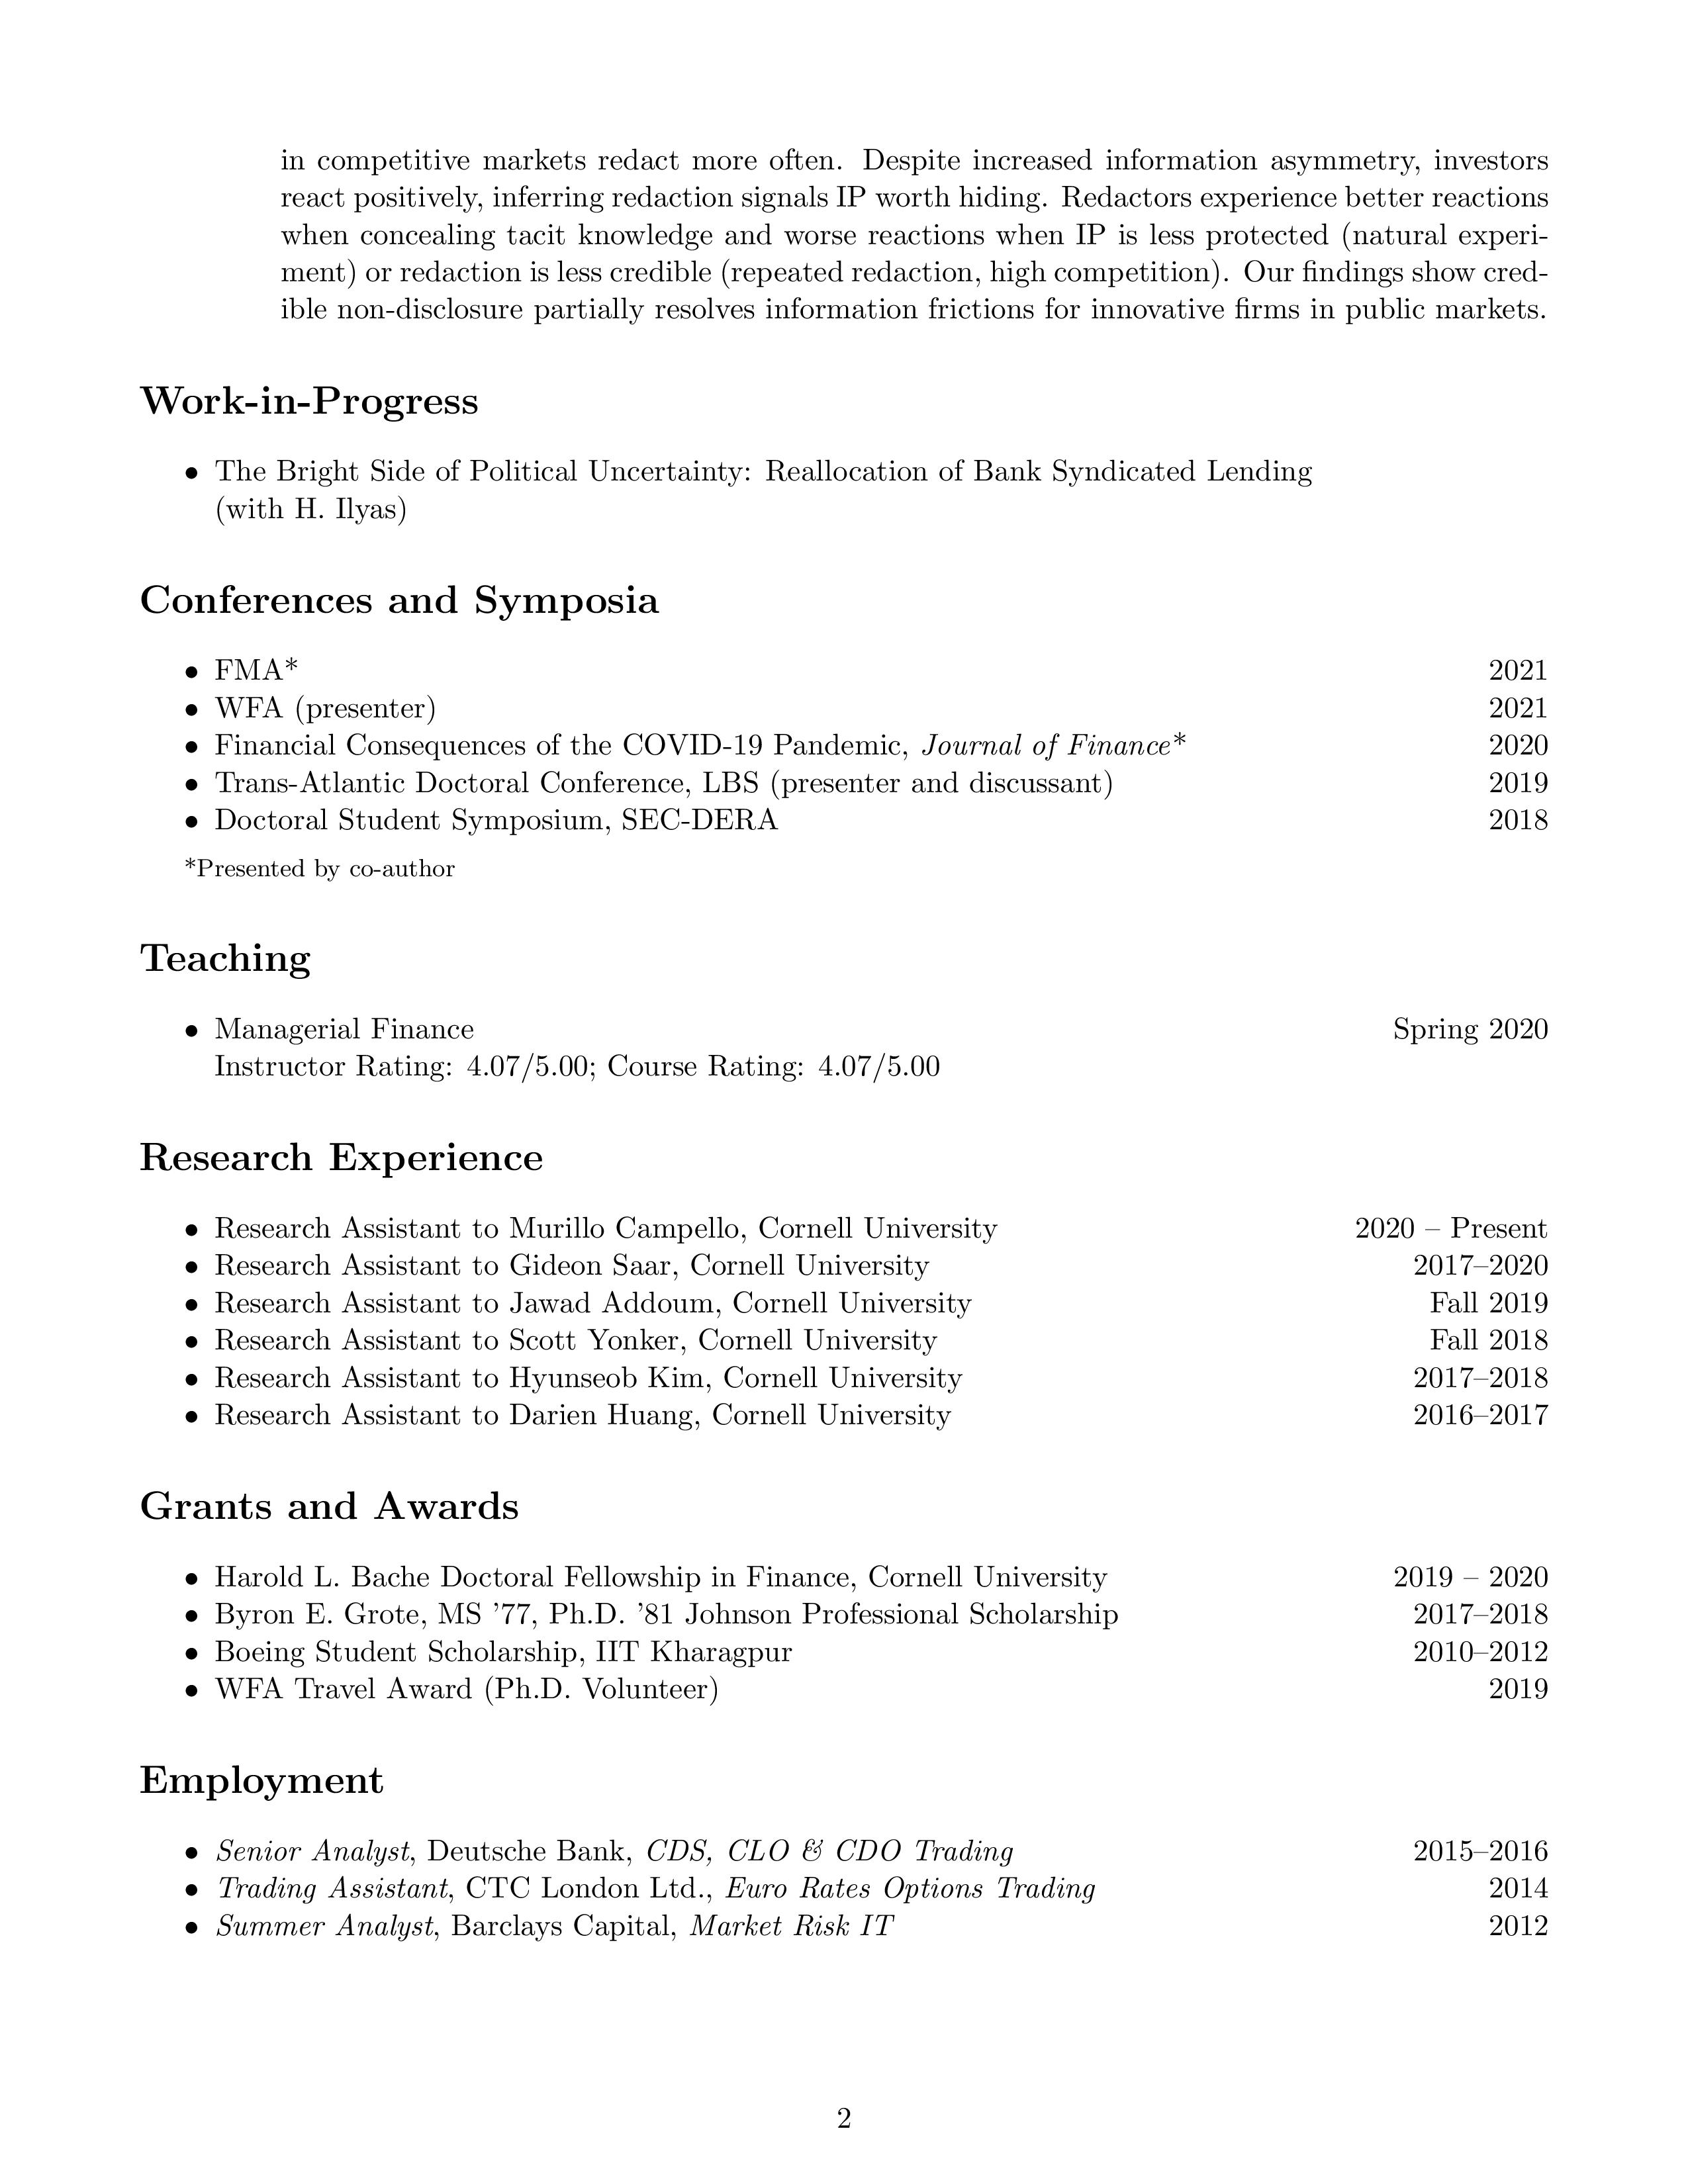 in competitive markets redact more often. Despite increased information asymmetry, investors
react positively, inferring redaction signals IP worth hiding. Redactors experience better reactions
when concealing tacit knowledge and worse reactions when IP is less protected (natural experi-
ment) or redaction is less credible (repeated redaction, high competition). Our findings show cred-
ible non-disclosure partially resolves information frictions for innovative firms in public markets.
Work-in-Progress
• The Bright Side of Political Uncertainty: Reallocation of Bank Syndicated Lending
(with H. Ilyas)
Conferences and Symposia
• FMA* 2021
• WFA (presenter) 2021
• Financial Consequences of the COVID-19 Pandemic, Journal of Finance* 2020
• Trans-Atlantic Doctoral Conference, LBS (presenter and discussant) 2019
• Doctoral Student Symposium, SEC-DERA 2018
*Presented by co-author
Teaching
• Managerial Finance Spring 2020
Instructor Rating: 4.07/5.00; Course Rating: 4.07/5.00
Research Experience
• Research Assistant to Murillo Campello, Cornell University 2020 – Present
• Research Assistant to Gideon Saar, Cornell University 2017–2020
• Research Assistant to Jawad Addoum, Cornell University Fall 2019
• Research Assistant to Scott Yonker, Cornell University Fall 2018
• Research Assistant to Hyunseob Kim, Cornell University 2017–2018
• Research Assistant to Darien Huang, Cornell University 2016–2017
Grants and Awards
• Harold L. Bache Doctoral Fellowship in Finance, Cornell University 2019 – 2020
• Byron E. Grote, MS ’77, Ph.D. ’81 Johnson Professional Scholarship 2017–2018
• Boeing Student Scholarship, IIT Kharagpur 2010–2012
• WFA Travel Award (Ph.D. Volunteer) 2019
Employment
• Senior Analyst, Deutsche Bank, CDS, CLO & CDO Trading 2015–2016
• Trading Assistant, CTC London Ltd., Euro Rates Options Trading 2014
• Summer Analyst, Barclays Capital, Market Risk IT 2012
2